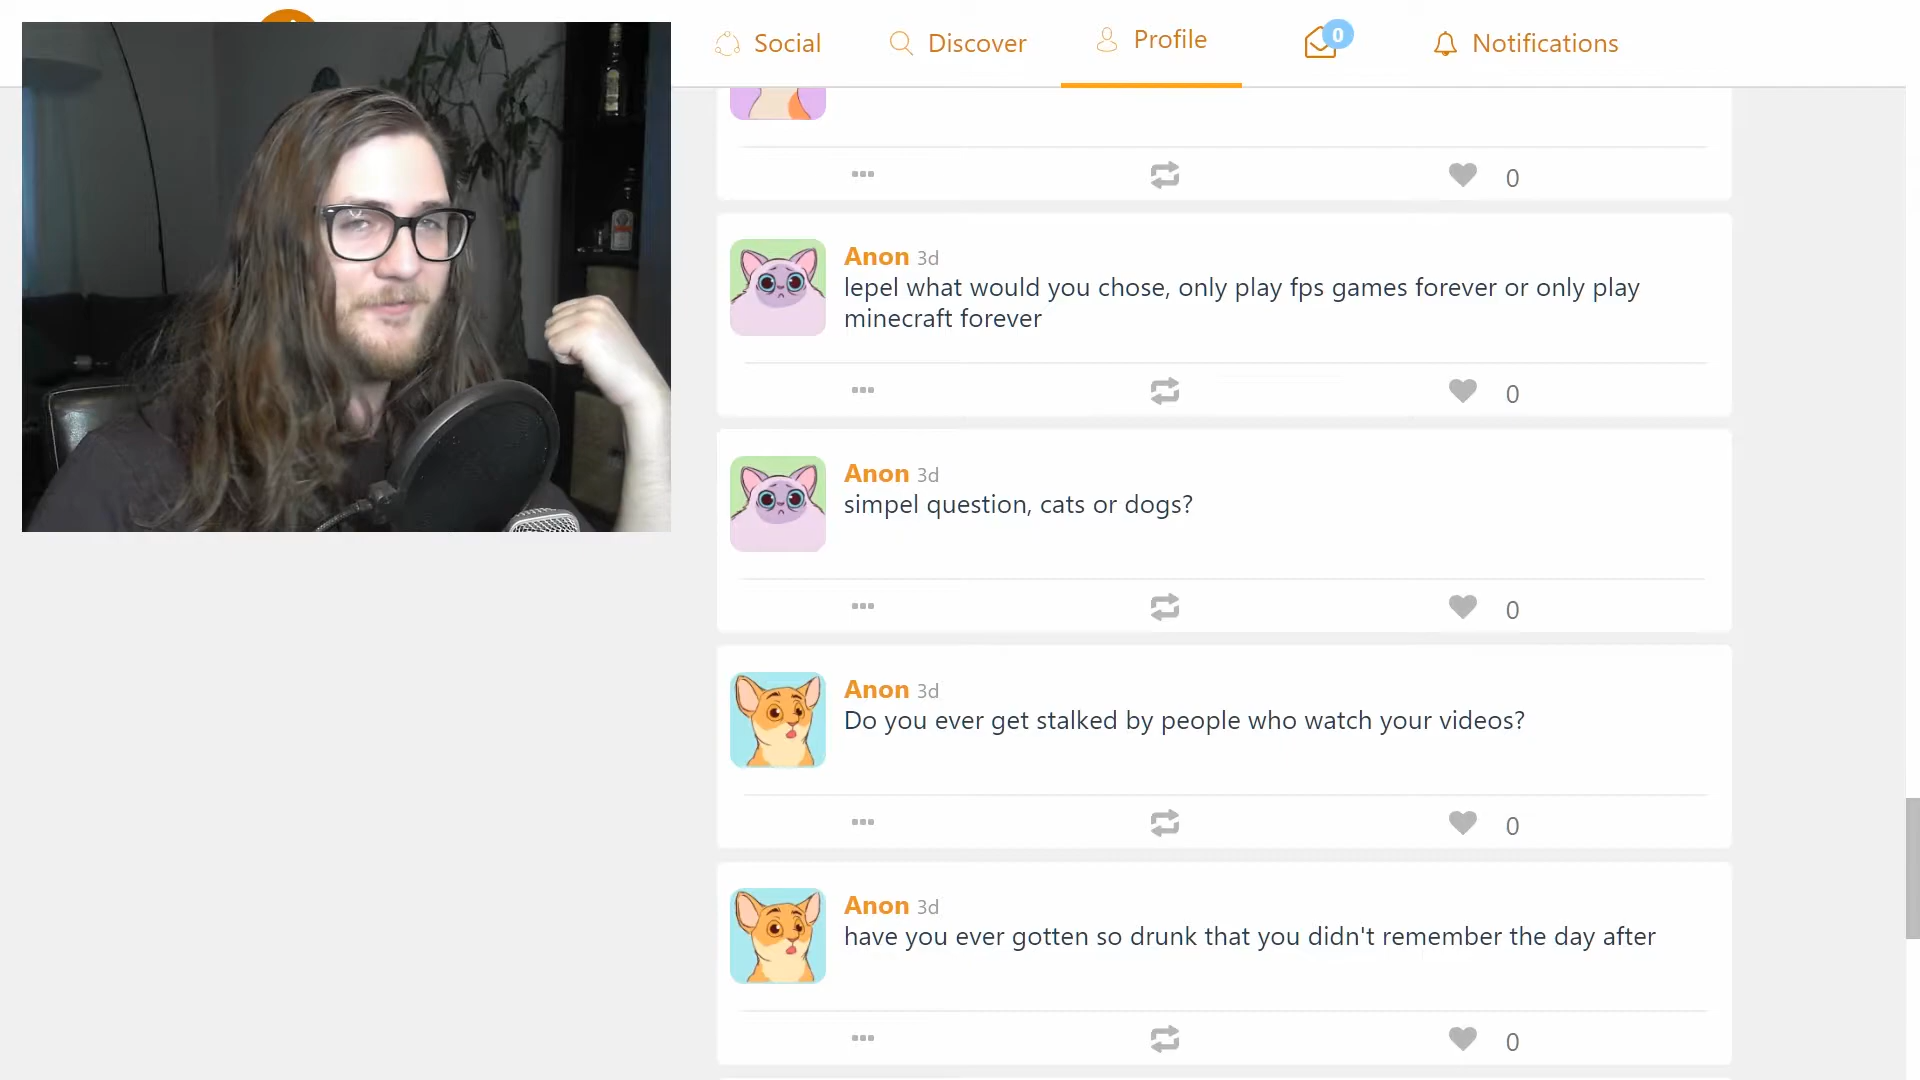 Social
Discover
Profile
0
Notifications
0
Anon 3d
lepel what would you chose, only play fps games forever or only play
minecraft forever
0
Anon 3d
simpel question, cats or dogs?
0
Anon 3d
Do you ever get stalked by people who watch your videos?
0
Anon 3d
have you ever gotten so drunk that you didn't remember the day after
0